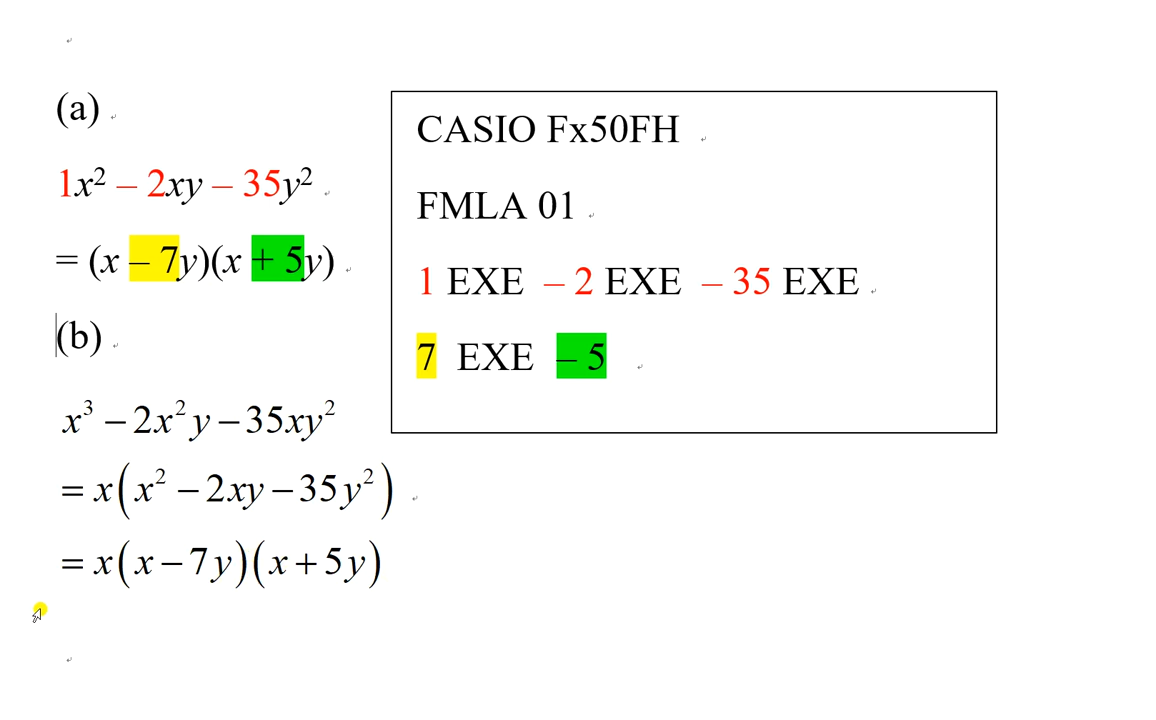 (a)
1x² – 2xy – 35y²
= (x – 7y)(x + 5y)
(b)
x³ − 2x²y − 35xy²
= x(x² − 2xy − 35y²)
= x(x − 7y)(x + 5y)
CASIO Fx50FH
FMLA 01
1 EXE – 2 EXE – 35 EXE
7 EXE – 5